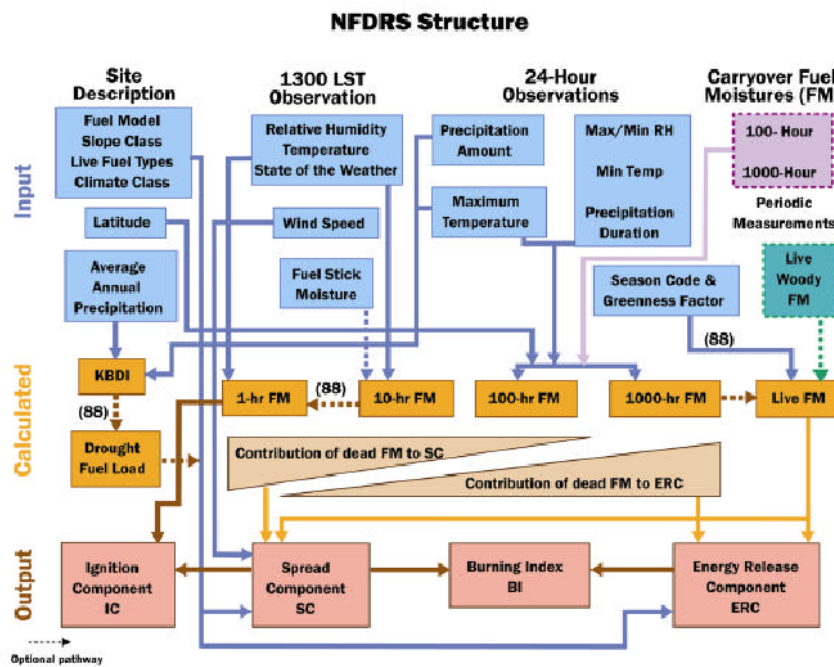 NFDRS Structure
Site
Description
1300 LST
Observation
24-Hour
Observations
Carryover Fuel
Moistures (FM
Input
Fuel Model
Slope Class
Live Fuel Types
Climate Class
Relative Humidity
Temperature
State of the Weather
Precipitation
Amount
Max/Min RH
Min Temp
Precipitation
Duration
100- Hour
1000-Hour
Latitude
Wind Speed
Maximum
Temperature
Periodic
Measurements
Average
Annual
Precipitation
Fuel Stick
Moisture
Season Code &
Greenness Factor
Live
Woody
FM
(88)
Calculated
KBDI
(88)
Drought
Fuel Load
1-hr FM
(88)
10-hr FM
100-hr FM
1000-hr FM
Live FM
Contribution of dead FM to SC
Contribution of dead FM to ERC
Output
Ignition
Component
IC
Spread
Component
SC
Burning Index
BI
Energy Release
Component
ERC
Optional pathway